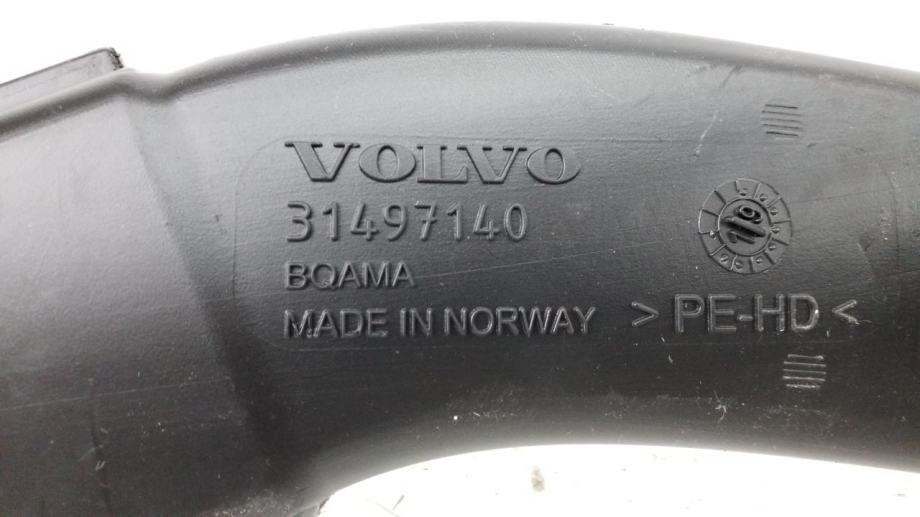 VOLVO
31497140
BQAMA
MADE IN NORWAY
> PE-HD <